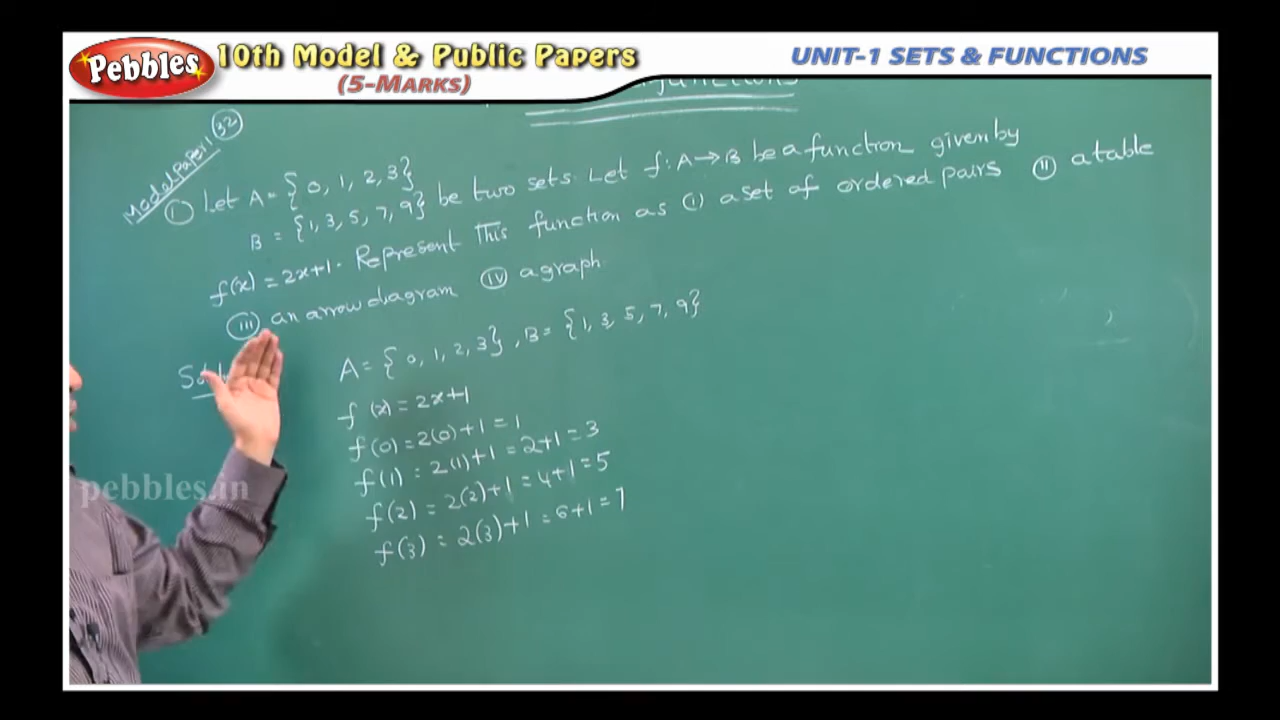 Pebbles
10th Model & Public Papers
(5-MARKS)
UNIT-1 SETS & FUNCTIONS
Functions
Model Paper 1 32
① Let A = { 0, 1, 2, 3 }
B = {1, 3, 5, 7, 9} be two sets. Let f: A→B be a function given by
f(x) = 2x+1. Represent This function as (i) a set of ordered pairs (ii) a table
(iii) an arrow diagram (iv) a graph.
A = { 0, 1, 2, 3 }, B = { 1, 3, 5, 7, 9 }
f (x) = 2x+1
f(0) = 2(0)+1 = 1
f(1) = 2(1)+1 = 2+1 = 3
f(2) = 2(2)+1 = 4+1 = 5
f(3) = 2(3)+1 = 6+1 = 7
pebbles.in